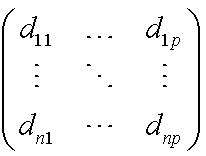 d11 … d1p
⋮ ⋱ ⋮
dn1 ⋯ dnp